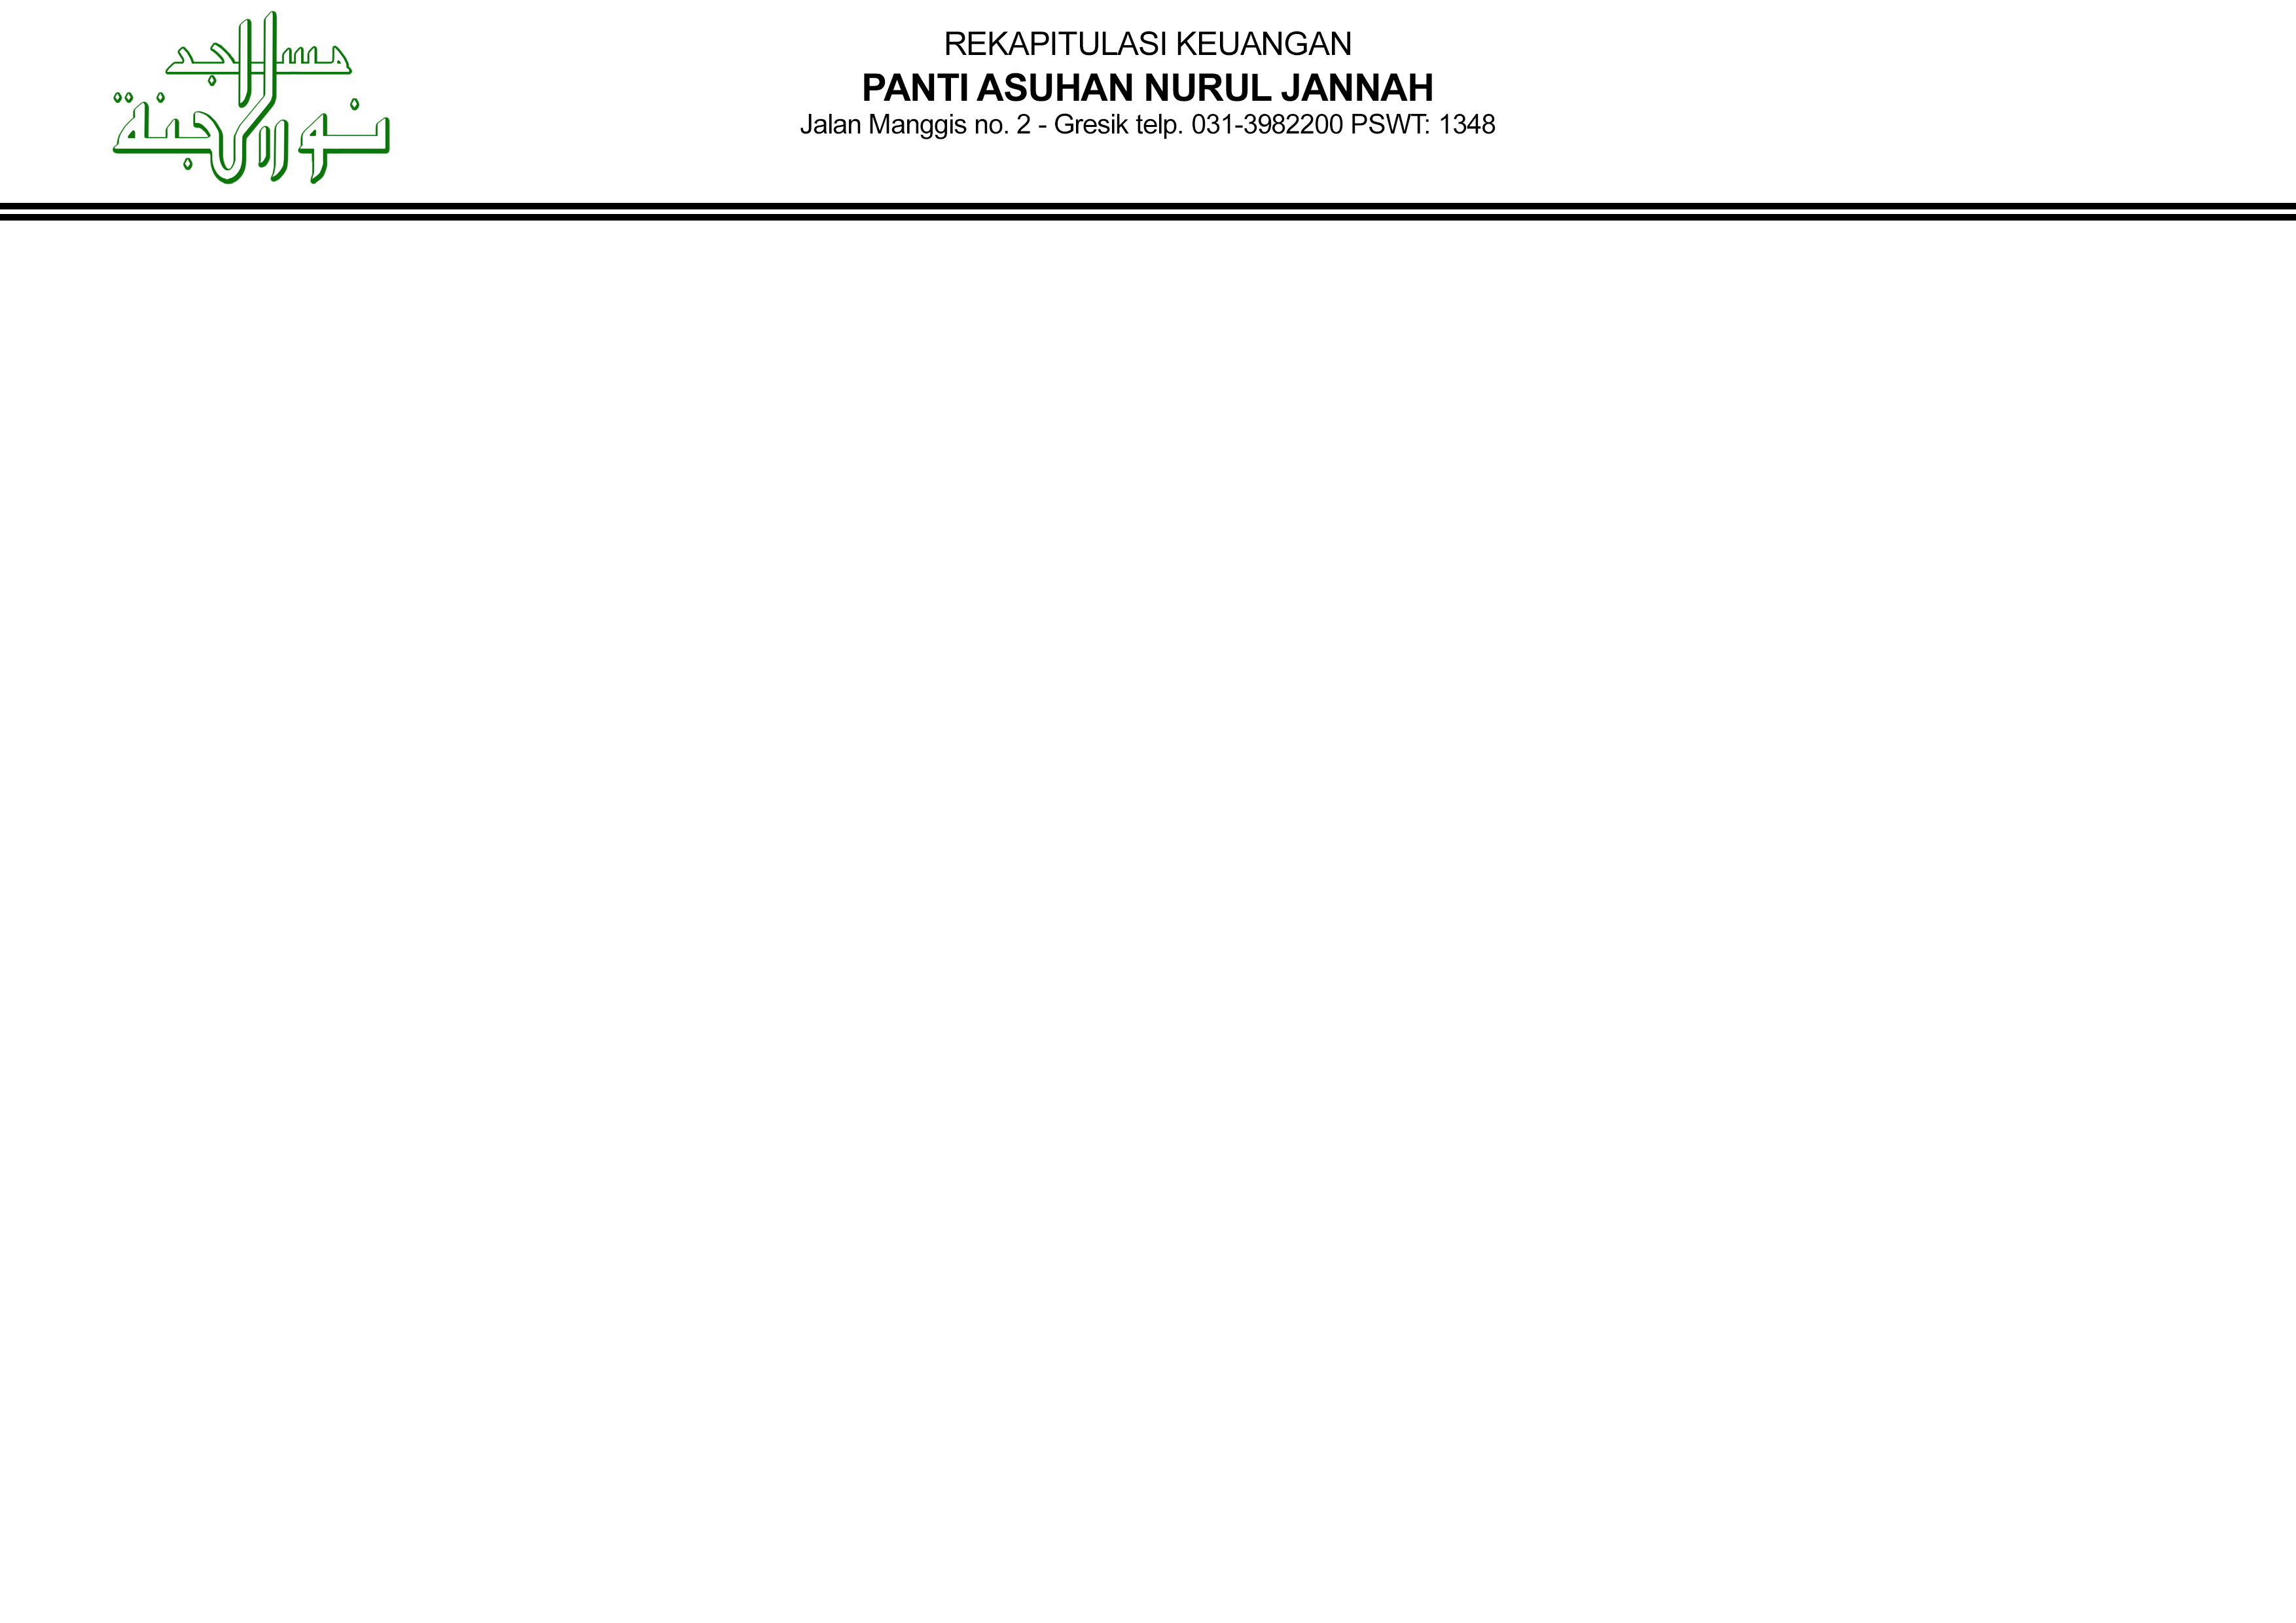 مسجد
نور الجنة
REKAPITULASI KEUANGAN
PANTI ASUHAN NURUL JANNAH
Jalan Manggis no. 2 - Gresik telp. 031-3982200 PSWT: 1348